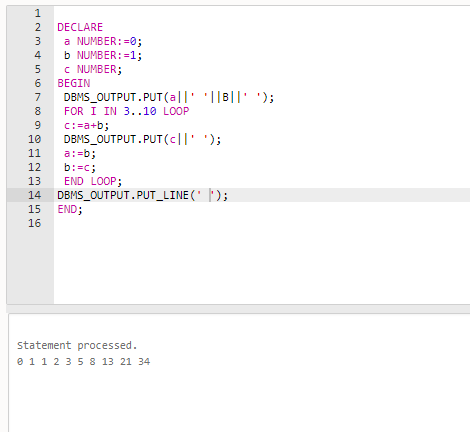 1
2 DECLARE
3 a NUMBER:=0;
4 b NUMBER:=1;
5 c NUMBER;
6 BEGIN
7 DBMS_OUTPUT.PUT(a||' '||B||' ');
8 FOR I IN 3..10 LOOP
9 c:=a+b;
10 DBMS_OUTPUT.PUT(c||' ');
11 a:=b;
12 b:=c;
13 END LOOP;
14 DBMS_OUTPUT.PUT_LINE(' ');
15 END;
16
Statement processed.
0 1 1 2 3 5 8 13 21 34